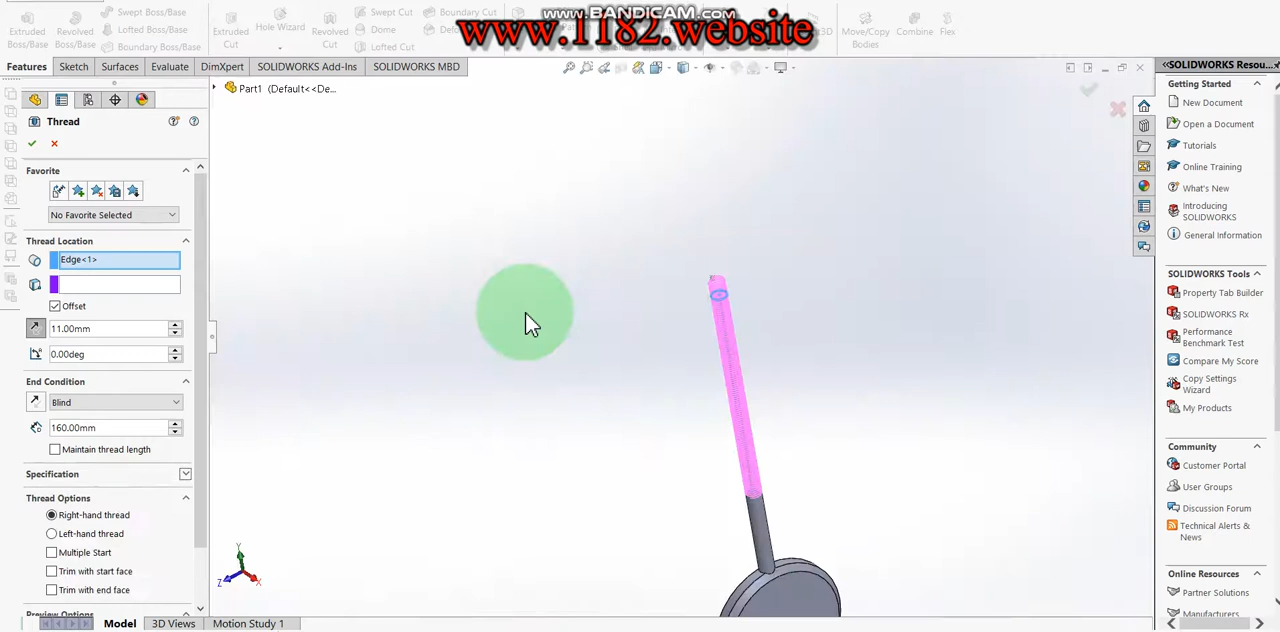 Extruded Boss/Base
Revolved Boss/Base
Swept Boss/Base
Lofted Boss/Base
Boundary Boss/Base
Extruded Cut
Hole Wizard
Revolved Cut
Swept Cut
Dome
Lofted Cut
Boundary Cut
www.BANDICAM.com
www.1182.website
Move/Copy Bodies
Combine
Flex
Features
Sketch
Surfaces
Evaluate
DimXpert
SOLIDWORKS Add-Ins
SOLIDWORKS MBD
Part1 (Default<<De...
Thread
Favorite
No Favorite Selected
Thread Location
Edge<1>
Offset
11.00mm
0.00deg
End Condition
Blind
160.00mm
Maintain thread length
Specification
Thread Options
Right-hand thread
Left-hand thread
Multiple Start
Trim with start face
Trim with end face
Preview Options
Y
Z
X
Model
3D Views
Motion Study 1
SOLIDWORKS Resou...
Getting Started
New Document
Open a Document
Tutorials
Online Training
What's New
Introducing
SOLIDWORKS
General Information
SOLIDWORKS Tools
Property Tab Builder
SOLIDWORKS Rx
Performance
Benchmark Test
Compare My Score
Copy Settings
Wizard
My Products
Community
Customer Portal
User Groups
Discussion Forum
Technical Alerts &
News
Online Resources
Partner Solutions
Manufacturers